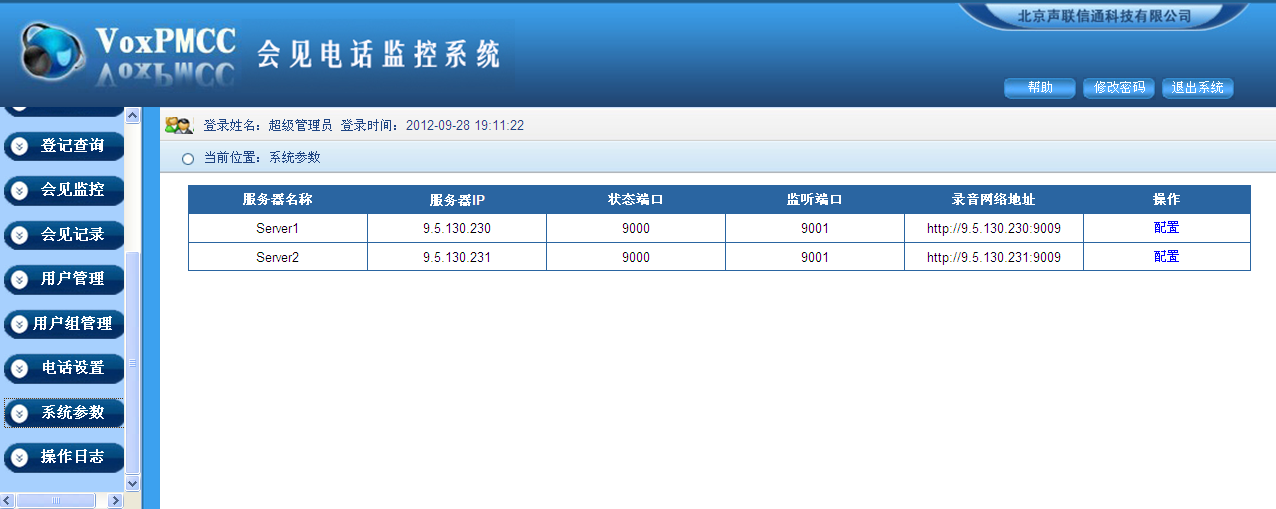 北京声联信通科技有限公司
VoxPMCC 会见电话监控系统
帮助 修改密码 退出系统
登录姓名：超级管理员 登录时间：2012-09-28 19:11:22
当前位置：系统参数
登记查询
会见监控
会见记录
用户管理
用户组管理
电话设置
系统参数
操作日志
服务器名称 服务器IP 状态端口 监听端口 录音网络地址 操作
Server1 9.5.130.230 9000 9001 http://9.5.130.230:9009 配置
Server2 9.5.130.231 9000 9001 http://9.5.130.231:9009 配置